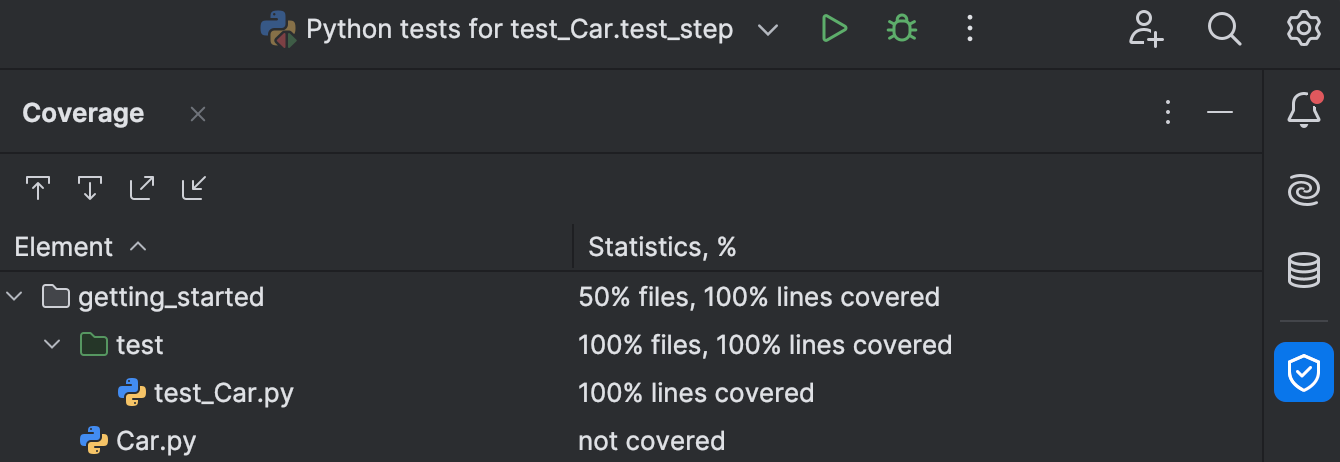 Python tests for test_Car.test_step
Coverage
Element Statistics, %
getting_started 50% files, 100% lines covered
test 100% files, 100% lines covered
test_Car.py 100% lines covered
Car.py not covered